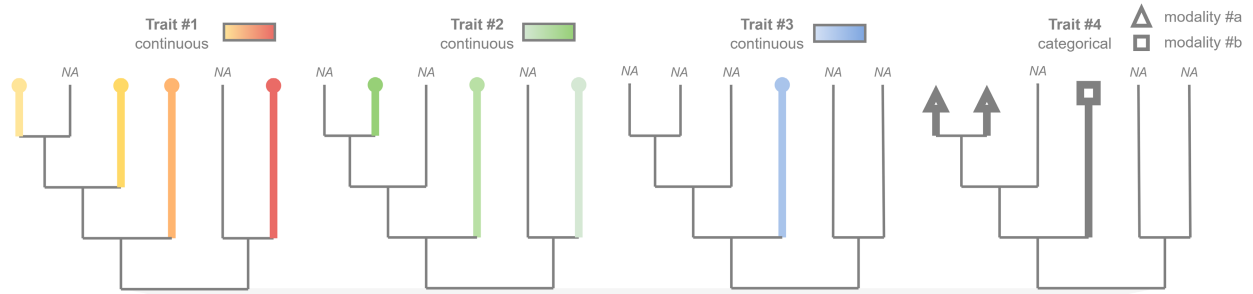 Trait #1
continuous
Trait #2
continuous
Trait #3
continuous
Trait #4
categorical
modality #a
modality #b
NA
NA
NA
NA
NA
NA
NA
NA
NA
NA
NA
NA
NA
NA